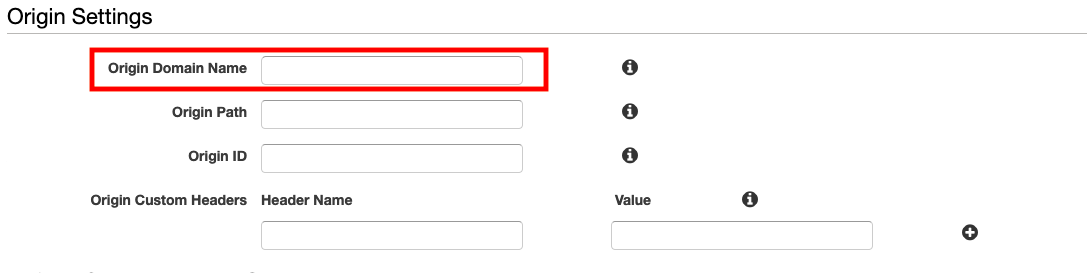 Origin Settings
Origin Domain Name
Origin Path
Origin ID
Origin Custom Headers Header Name Value